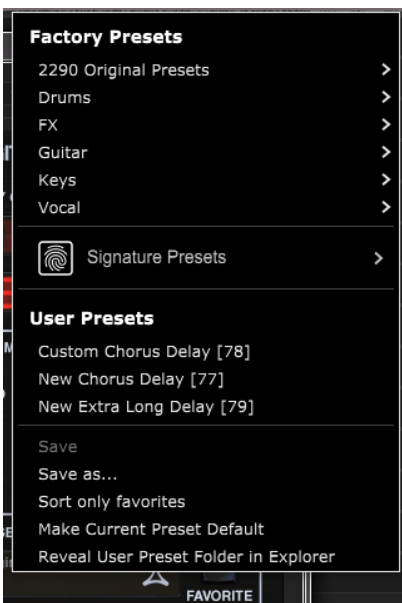 Factory Presets
2290 Original Presets
Drums
FX
Guitar
Keys
Vocal
Signature Presets
User Presets
Custom Chorus Delay [78]
New Chorus Delay [77]
New Extra Long Delay [79]
Save
Save as...
Sort only favorites
Make Current Preset Default
Reveal User Preset Folder in Explorer
FAVORITE